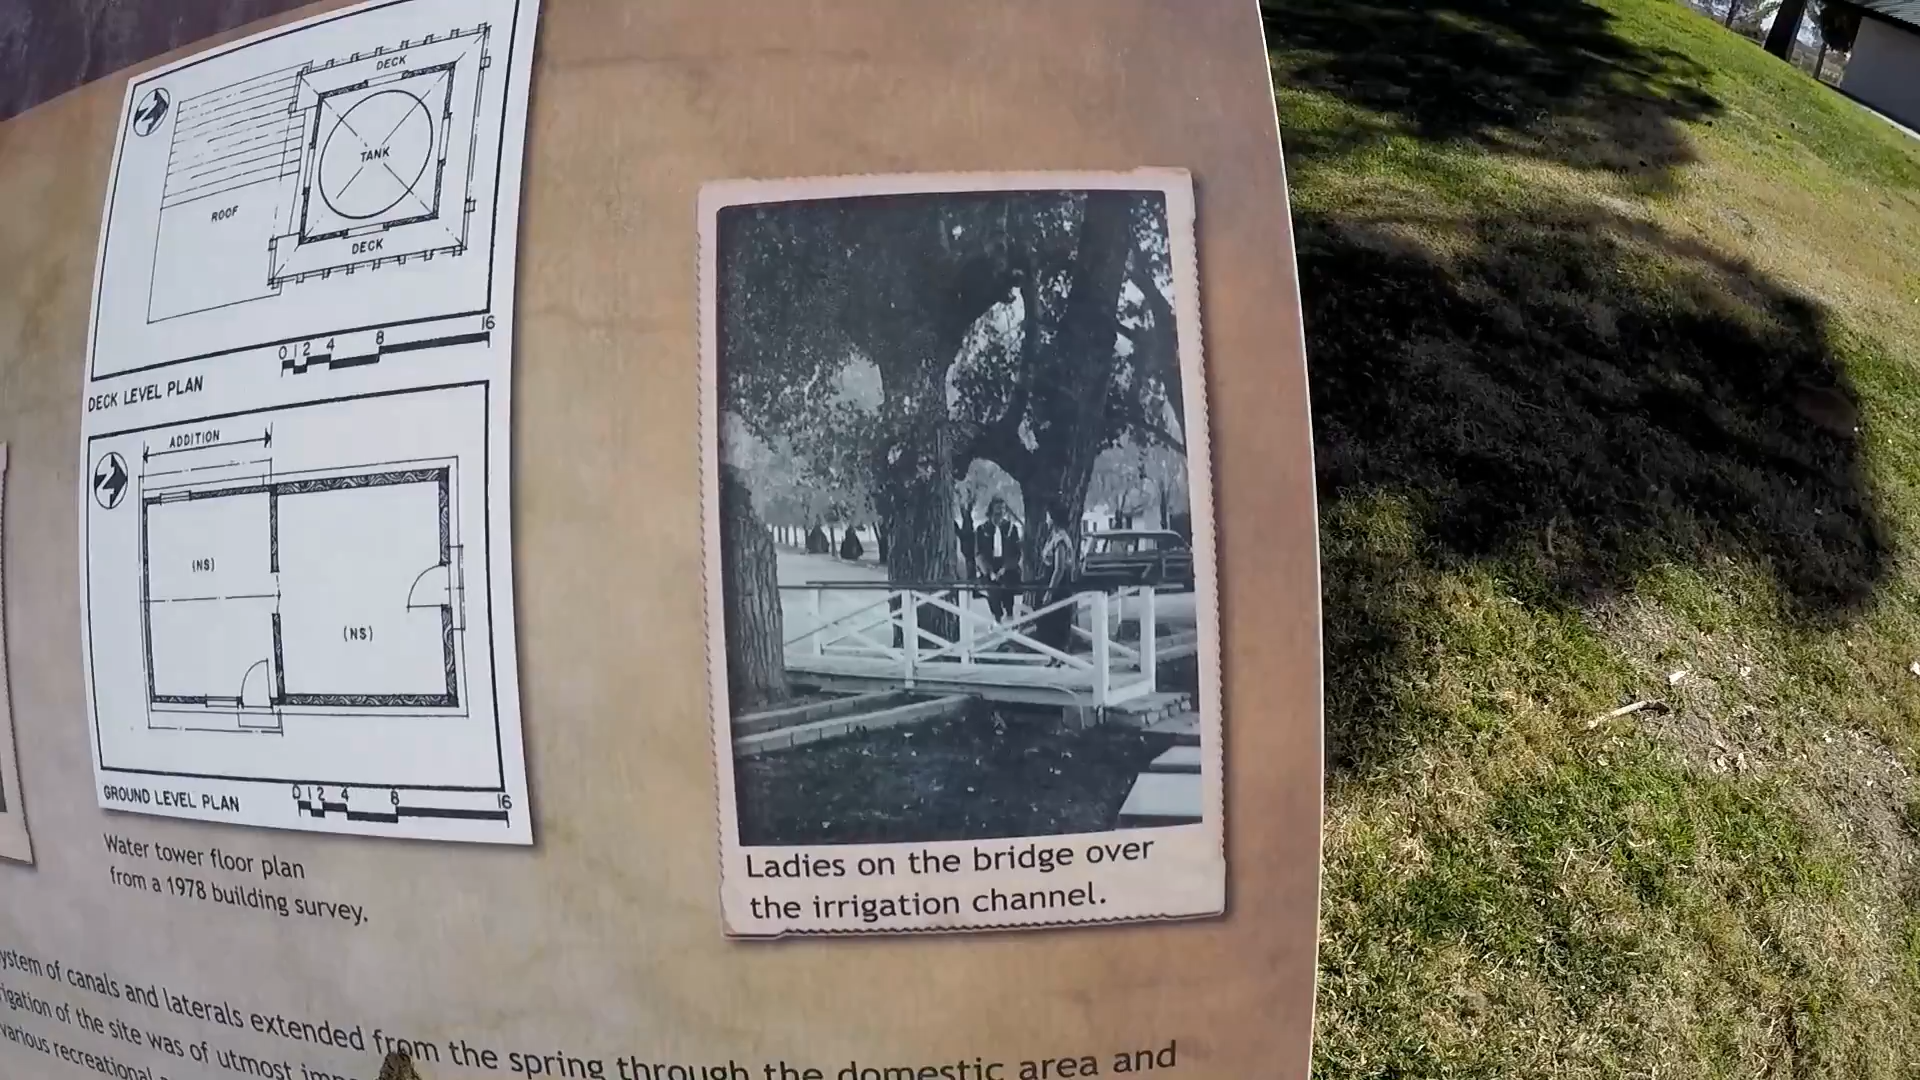 DECK
TANK
ROOF
DECK
0 1 2 4 8 16
DECK LEVEL PLAN
ADDITION
(NS)
(NS)
GROUND LEVEL PLAN
0 1 2 4 8 16
Water tower floor plan
from a 1978 building survey.
Ladies on the bridge over
the irrigation channel.
of canals and laterals extended from the spring through the domestic area and
of the site was of utmost
various recreational